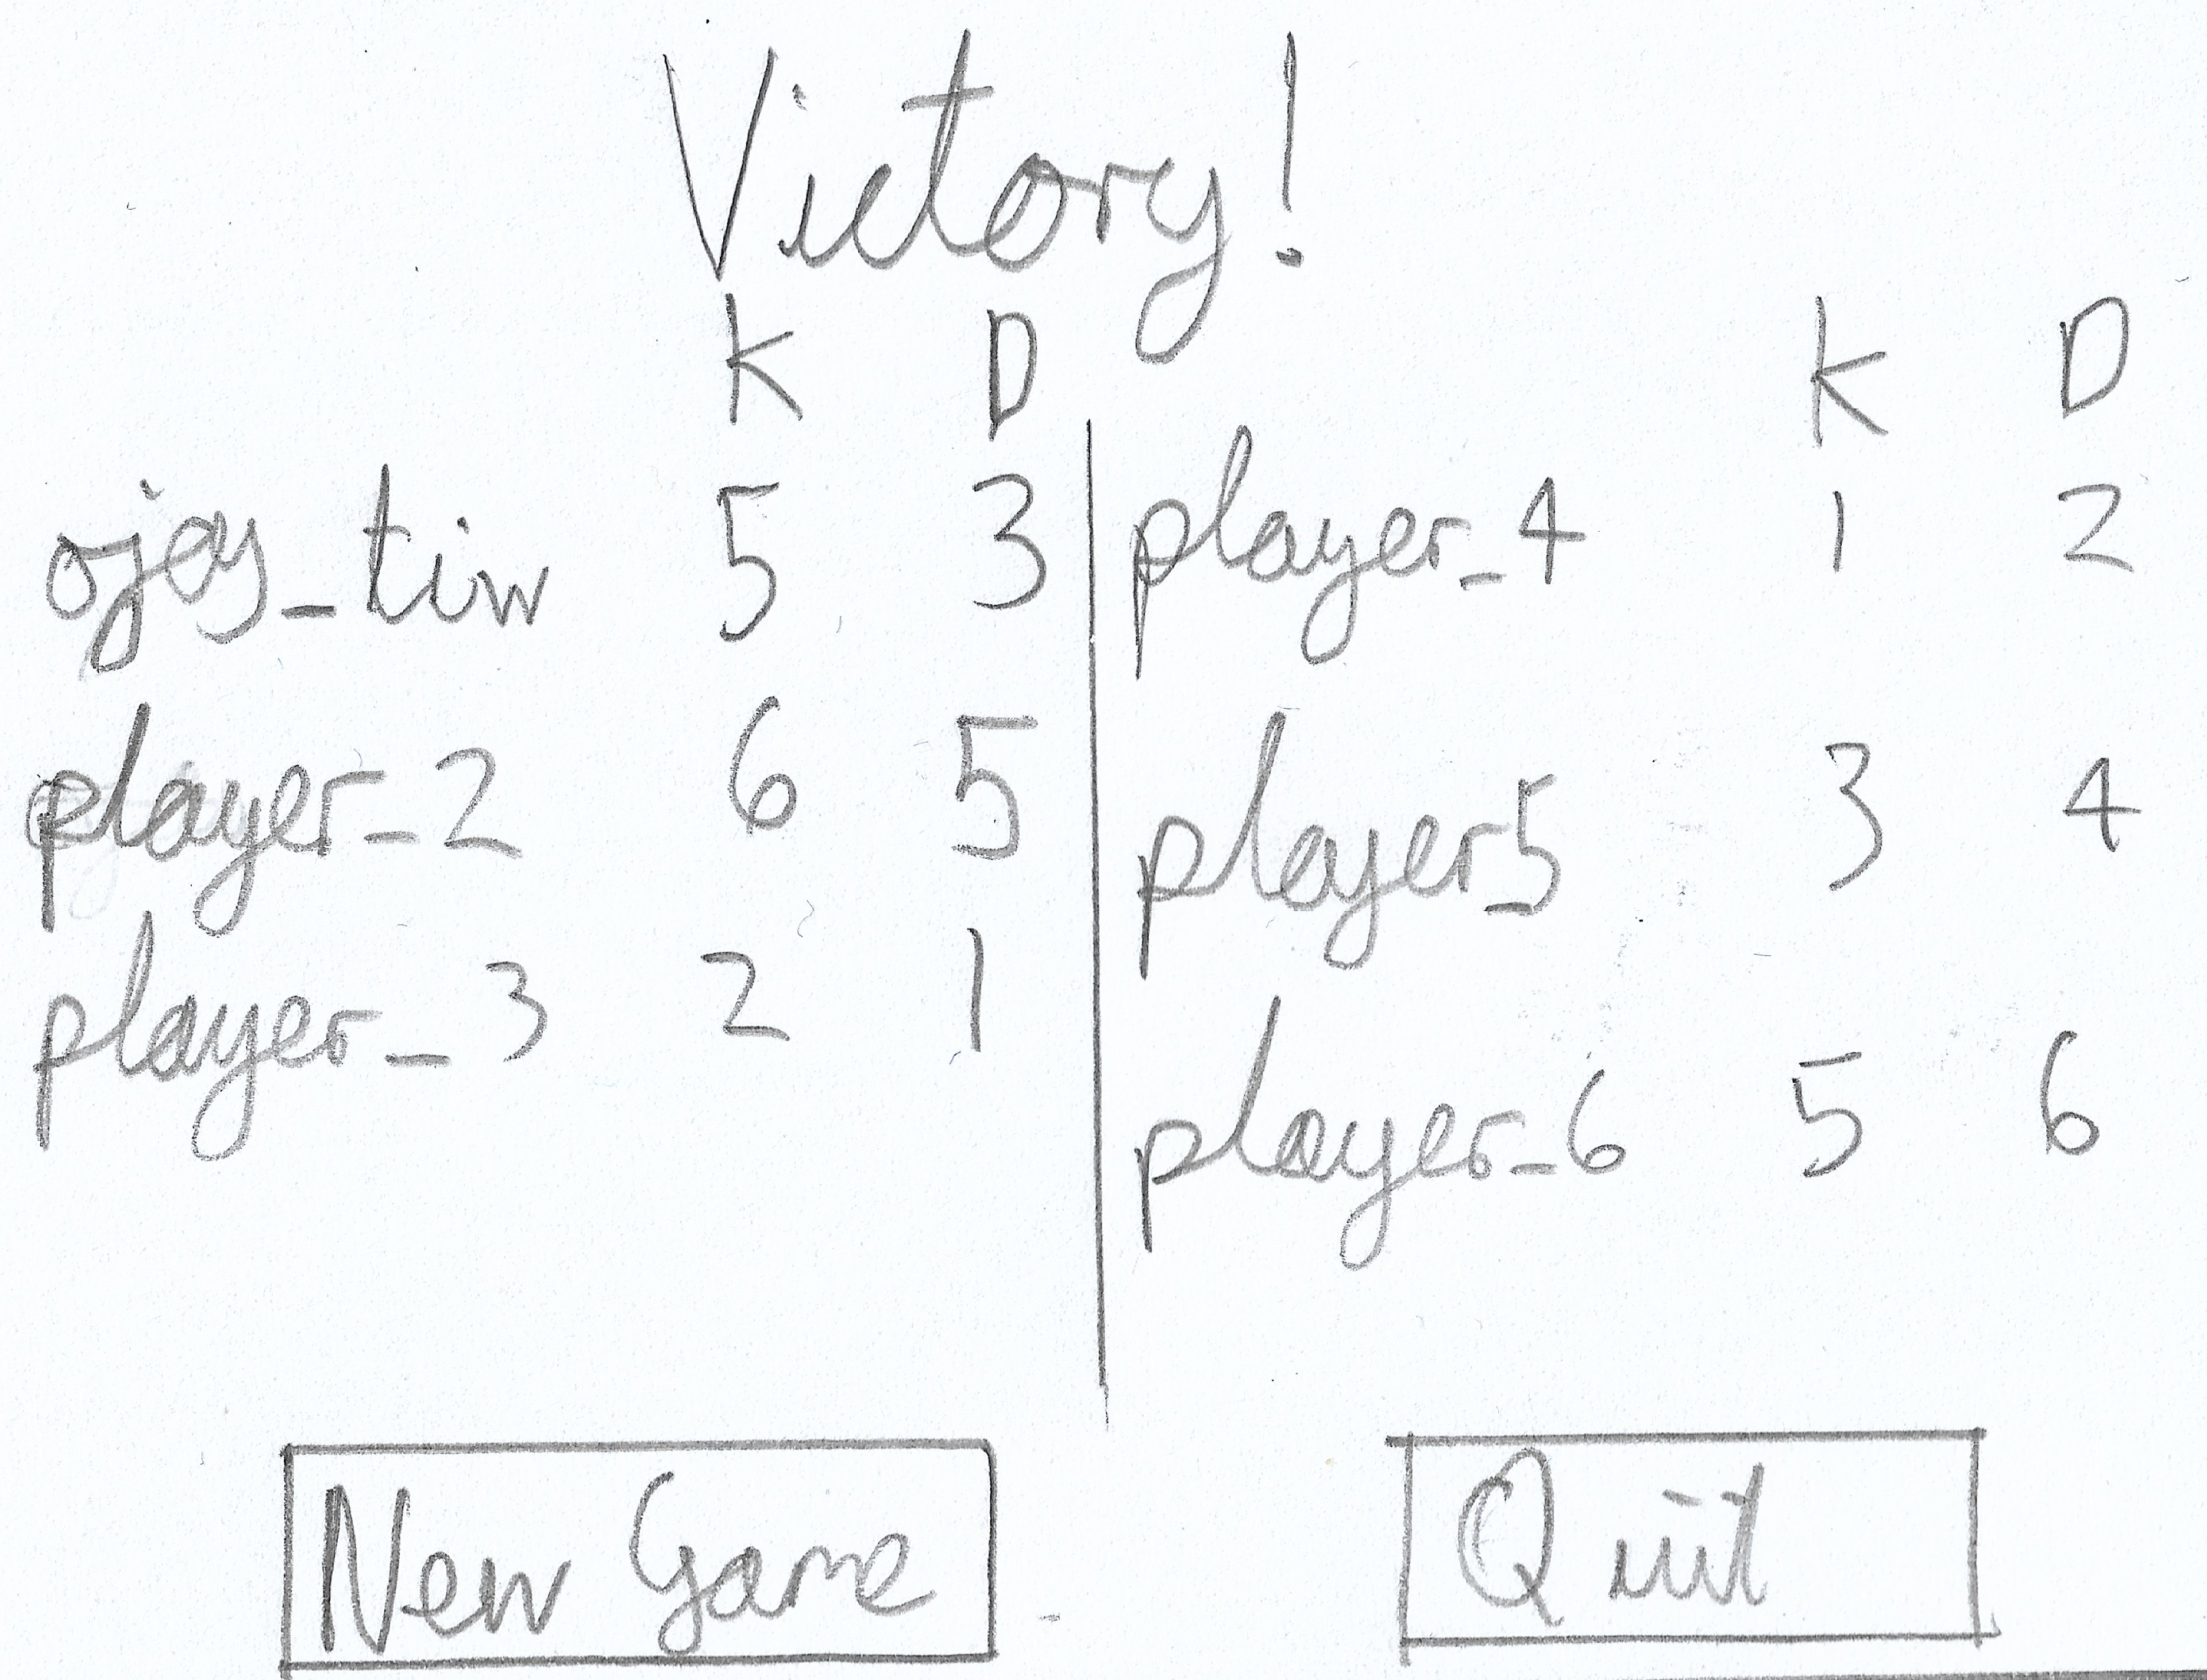 Victory!
K D K D
ojay_tiw 5 3 player_4 1 2
player_2 6 5 player_5 3 4
player_3 2 1 player_6 5 6
New Game Quit